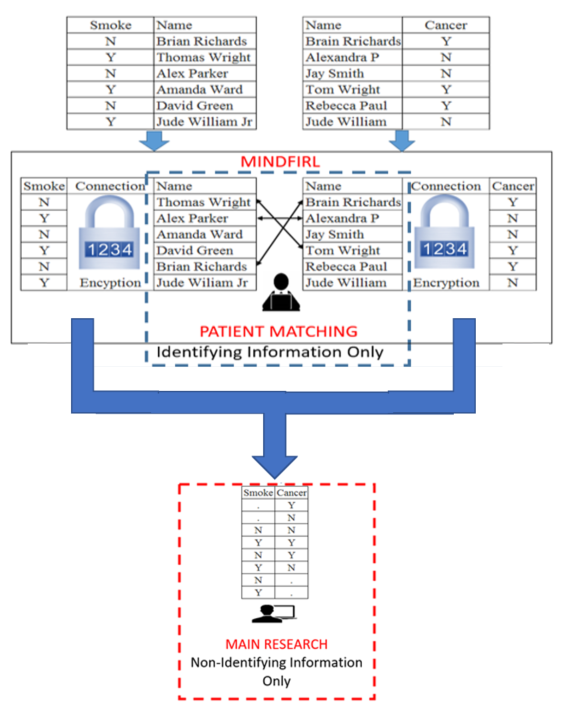 Smoke Name
N Brian Richards
Y Thomas Wright
N Alex Parker
Y Amanda Ward
N David Green
Y Jude William Jr
Name Cancer
Brain Rrichards Y
Alexandra P N
Jay Smith N
Tom Wright Y
Rebecca Paul Y
Jude William N
MINDFIRL
Smoke Connection Name
N Thomas Wright
Y Alex Parker
N Amanda Ward
Y 1234 David Green
N Brian Richards
Y Encyption Jude Wiliam Jr
Name Connection Cancer
Brain Rrichards Y
Alexandra P N
Jay Smith N
Tom Wright 1234 Y
Rebecca Paul Y
Jude William Encryption N
PATIENT MATCHING
Identifying Information Only
Smoke Cancer
. Y
. N
N N
Y Y
N Y
Y N
N .
Y .
MAIN RESEARCH
Non-Identifying Information
Only